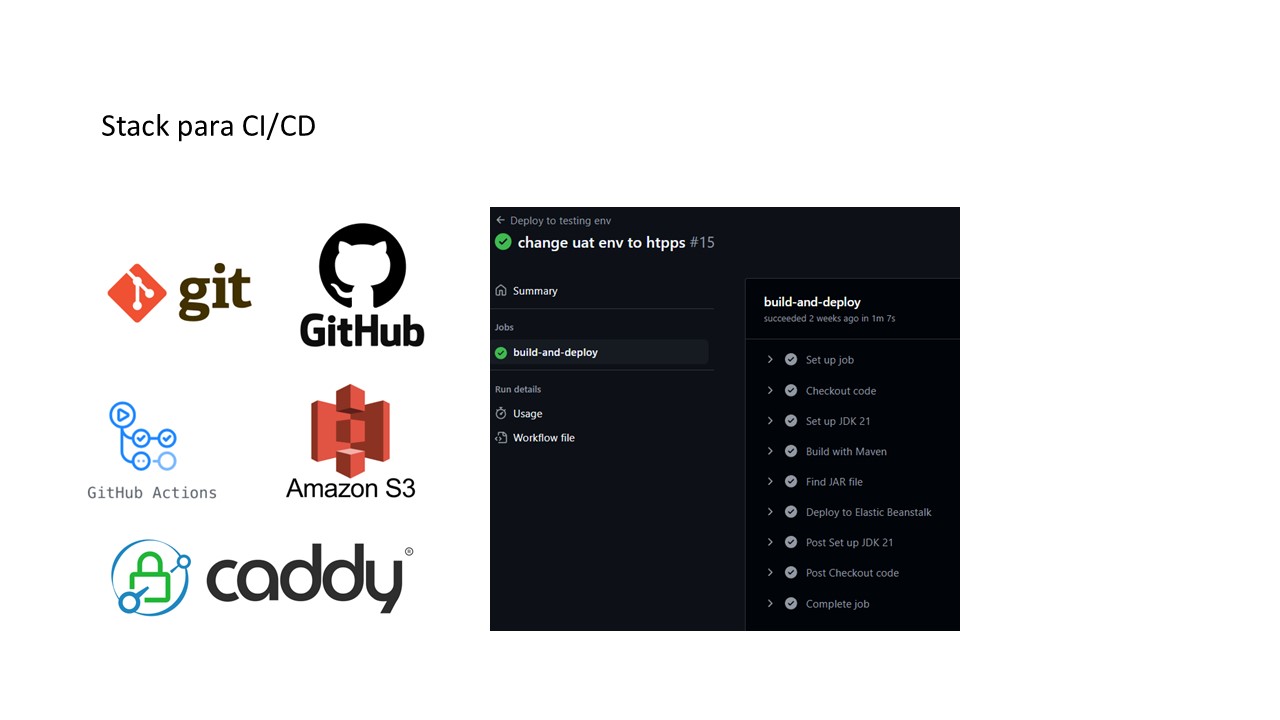 Stack para CI/CD
git
GitHub
GitHub Actions
Amazon S3
caddy®
Deploy to testing env
change uat env to htpps #15
Summary
Jobs
build-and-deploy
Run details
Usage
Workflow file
build-and-deploy
succeeded 2 weeks ago in 1m 7s
Set up job
Checkout code
Set up JDK 21
Build with Maven
Find JAR file
Deploy to Elastic Beanstalk
Post Set up JDK 21
Post Checkout code
Complete job